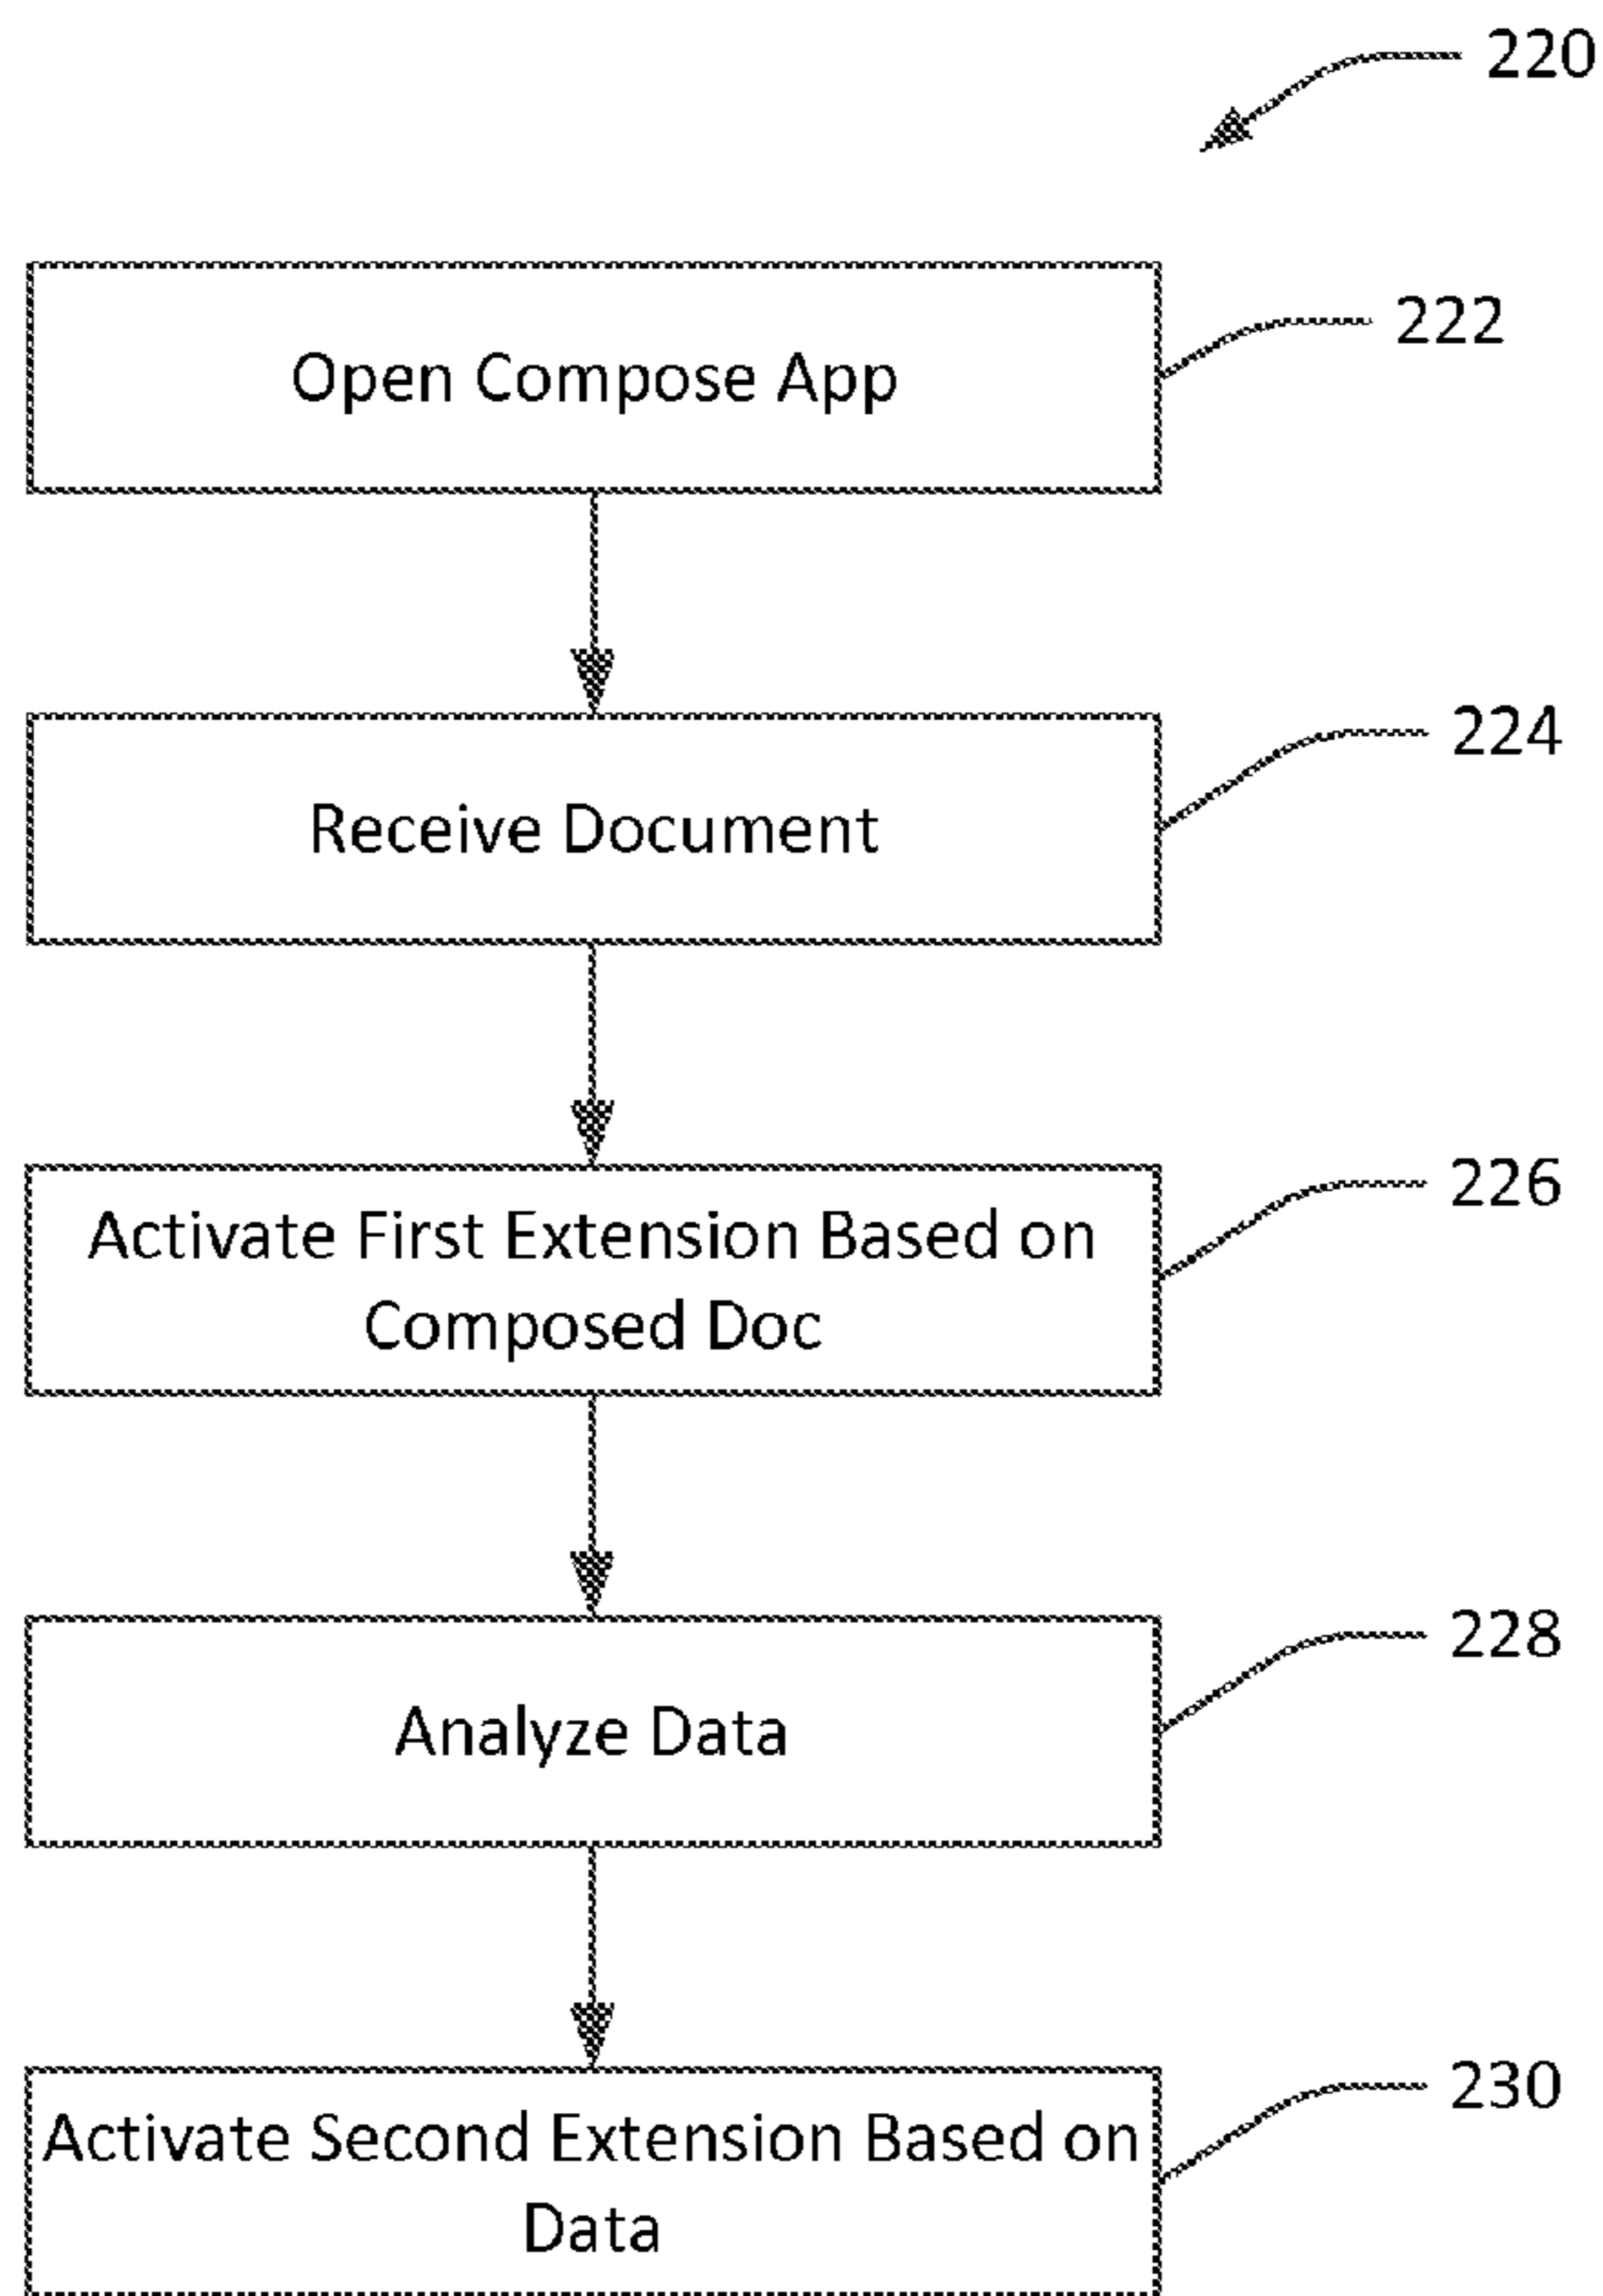 220
Open Compose App
222
Receive Document
224
Activate First Extension Based on
Composed Doc
226
Analyze Data
228
Activate Second Extension Based on
Data
230